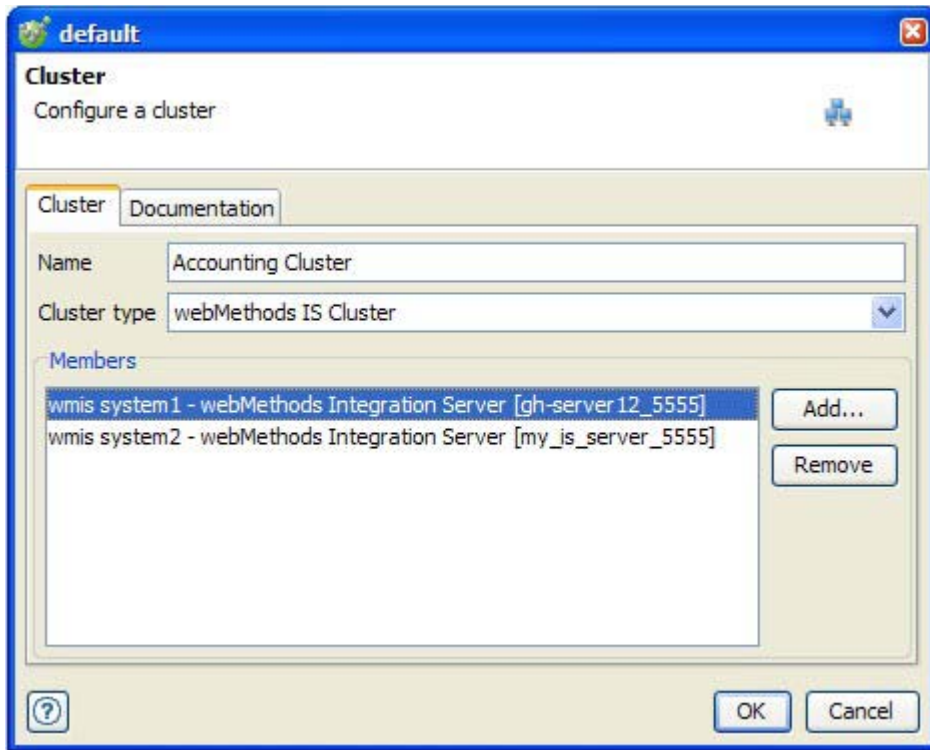 default
Cluster
Configure a cluster
Cluster Documentation
Name Accounting Cluster
Cluster type webMethods IS Cluster
Members
wmis system1 - webMethods Integration Server [gh-server12_5555] Add...
wmis system2 - webMethods Integration Server [my_is_server_5555]
Remove
? OK Cancel